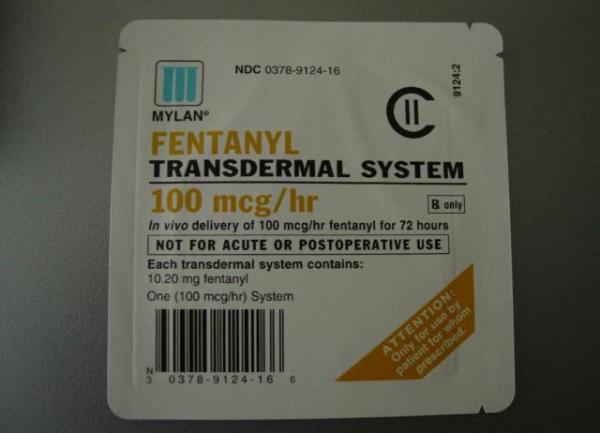 NDC 0378-9124-16
9124:2
MYLAN®
CII
FENTANYL
TRANSDERMAL SYSTEM
100 mcg/hr
℞ only
In vivo delivery of 100 mcg/hr fentanyl for 72 hours
NOT FOR ACUTE OR POSTOPERATIVE USE
Each transdermal system contains:
10.20 mg fentanyl
One (100 mcg/hr) System
ATTENTION:
Only for use by
patient for whom
prescribed.
N
3 0378-9124-16 6